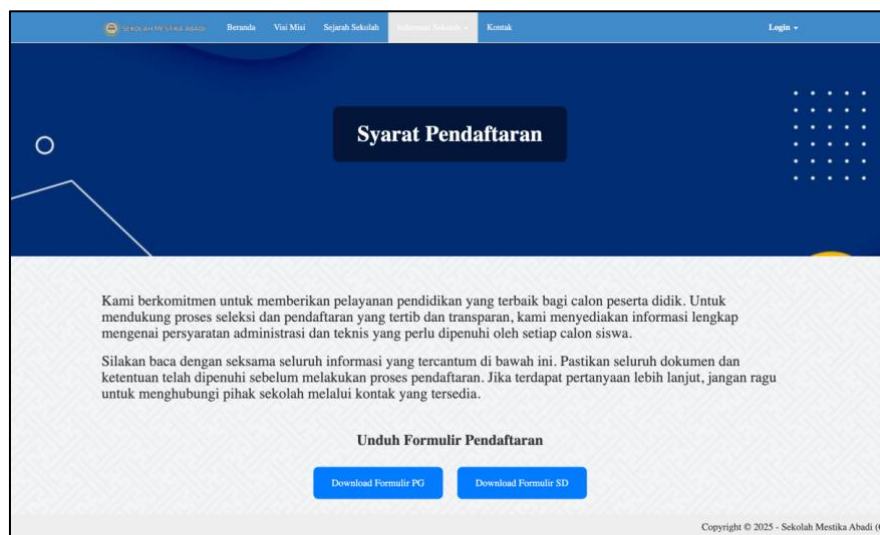 SEKOLAH MESTIKA ABADI Beranda Visi Misi Sejarah Sekolah Informasi Sekolah Kontak Login
Syarat Pendaftaran
Kami berkomitmen untuk memberikan pelayanan pendidikan yang terbaik bagi calon peserta didik. Untuk
mendukung proses seleksi dan pendaftaran yang tertib dan transparan, kami menyediakan informasi lengkap
mengenai persyaratan administrasi dan teknis yang perlu dipenuhi oleh setiap calon siswa.
Silakan baca dengan seksama seluruh informasi yang tercantum di bawah ini. Pastikan seluruh dokumen dan
ketentuan telah dipenuhi sebelum melakukan proses pendaftaran. Jika terdapat pertanyaan lebih lanjut, jangan ragu
untuk menghubungi pihak sekolah melalui kontak yang tersedia.
Unduh Formulir Pendaftaran
Download Formulir PG Download Formulir SD
Copyright © 2025 - Sekolah Mestika Abadi (